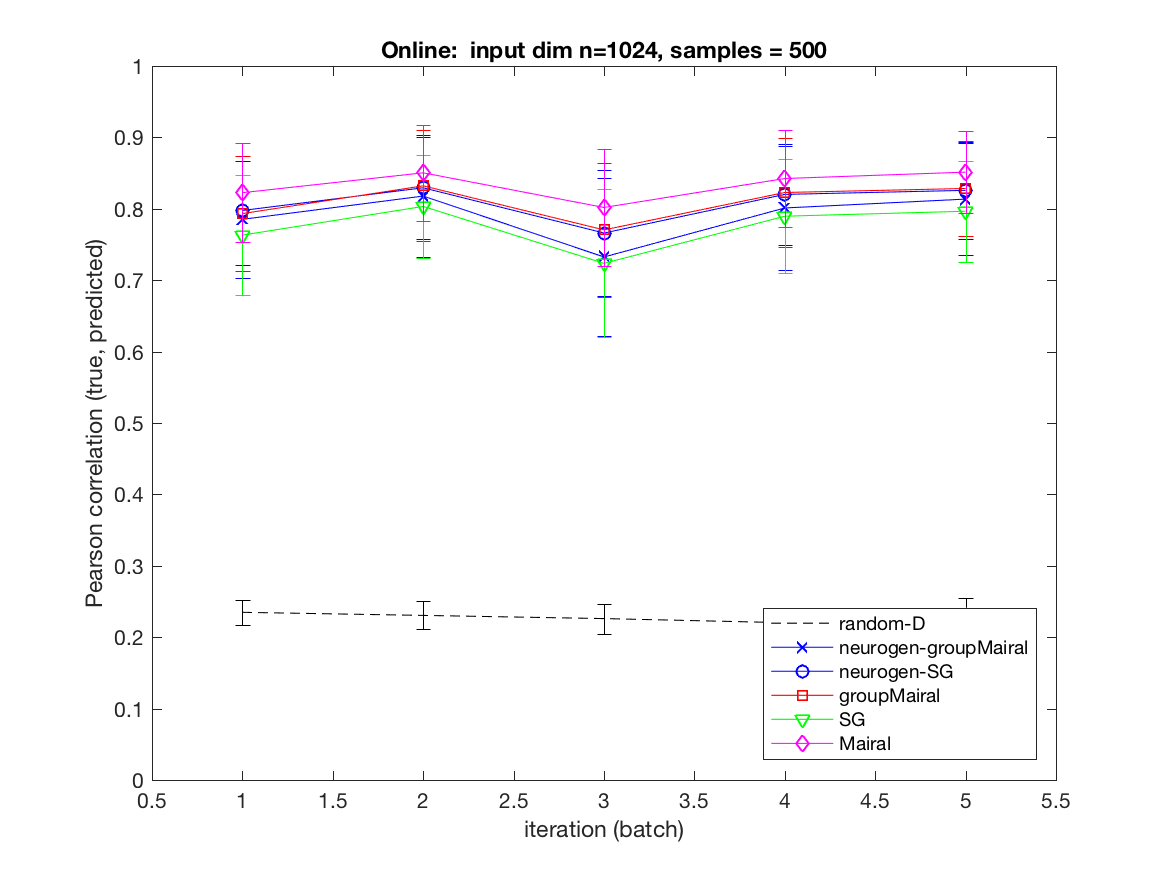 Online:  input dim n=1024, samples = 500
Pearson correlation (true, predicted)
1
0.9
0.8
0.7
0.6
0.5
0.4
0.3
0.2
0.1
0
random-D
neurogen-groupMairal
neurogen-SG
groupMairal
SG
Mairal
0.5 1 1.5 2 2.5 3 3.5 4 4.5 5 5.5
iteration (batch)